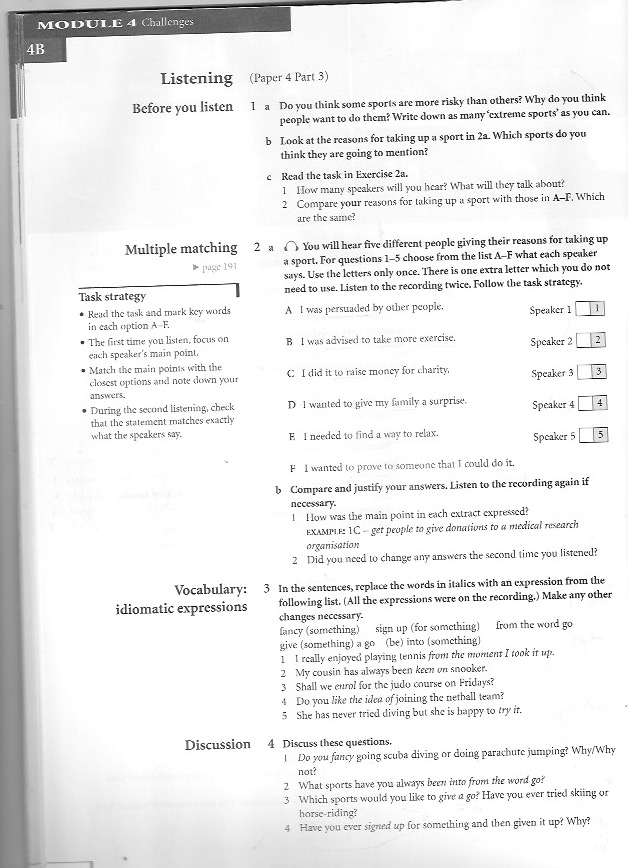 MODULE 4 Challenges
4B
Listening (Paper 4 Part 3)
Before you listen
1 a Do you think some sports are more risky than others? Why do you think
people want to do them? Write down as many 'extreme sports' as you can.
b Look at the reasons for taking up a sport in 2a. Which sports do you
think they are going to mention?
c Read the task in Exercise 2a.
1 How many speakers will you hear? What will they talk about?
2 Compare your reasons for taking up a sport with those in A–F. Which
are the same?
Multiple matching
▶ page 191
Task strategy
• Read the task and mark key words
in each option A–F.
• The first time you listen, focus on
each speaker's main point.
• Match the main points with the
closest options and note down your
answers.
• During the second listening, check
that the statement matches exactly
what the speakers say.
2 a You will hear five different people giving their reasons for taking up
a sport. For questions 1–5 choose from the list A–F what each speaker
says. Use the letters only once. There is one extra letter which you do not
need to use. Listen to the recording twice. Follow the task strategy.
A I was persuaded by other people. Speaker 1 1
B I was advised to take more exercise. Speaker 2 2
C I did it to raise money for charity. Speaker 3 3
D I wanted to give my family a surprise. Speaker 4 4
E I needed to find a way to relax. Speaker 5 5
F I wanted to prove to someone that I could do it.
b Compare and justify your answers. Listen to the recording again if
necessary.
1 How was the main point in each extract expressed?
EXAMPLE: 1C – get people to give donations to a medical research
organisation
2 Did you need to change any answers the second time you listened?
Vocabulary:
idiomatic expressions
3 In the sentences, replace the words in italics with an expression from the
following list. (All the expressions were on the recording.) Make any other
changes necessary.
fancy (something) sign up (for something) from the word go
give (something) a go (be) into (something)
1 I really enjoyed playing tennis from the moment I took it up.
2 My cousin has always been keen on snooker.
3 Shall we enrol for the judo course on Fridays?
4 Do you like the idea of joining the netball team?
5 She has never tried diving but she is happy to try it.
Discussion
4 Discuss these questions.
1 Do you fancy going scuba diving or doing parachute jumping? Why/Why
not?
2 What sports have you always been into from the word go?
3 Which sports would you like to give a go? Have you ever tried skiing or
horse-riding?
4 Have you ever signed up for something and then given it up? Why?